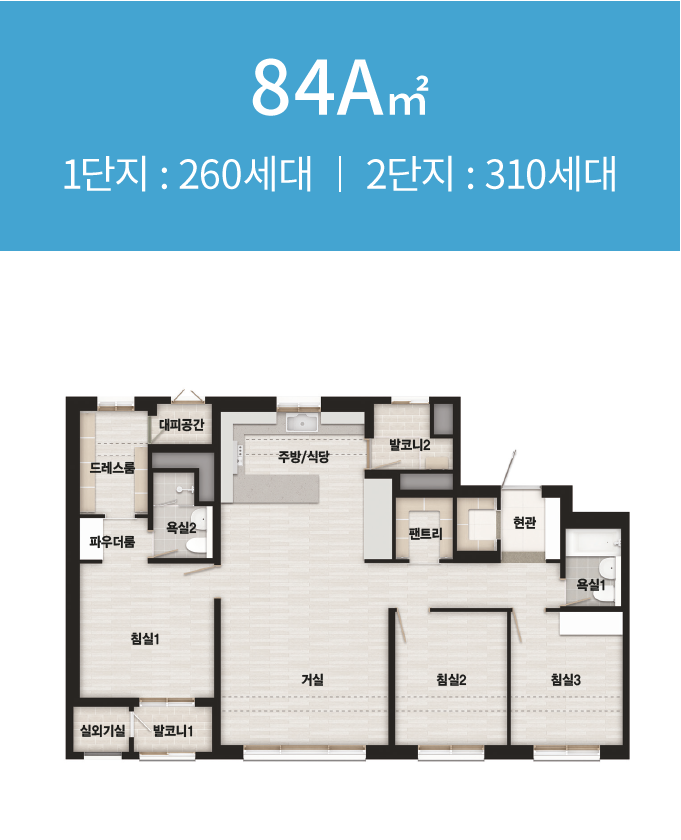 84A㎡
1단지 : 260세대 | 2단지 : 310세대
대피공간
발코니2
주방/식당
드레스룸
욕실2
현관
팬트리
파우더룸
욕실1
침실1
거실
침실2
침실3
실외기실
발코니1